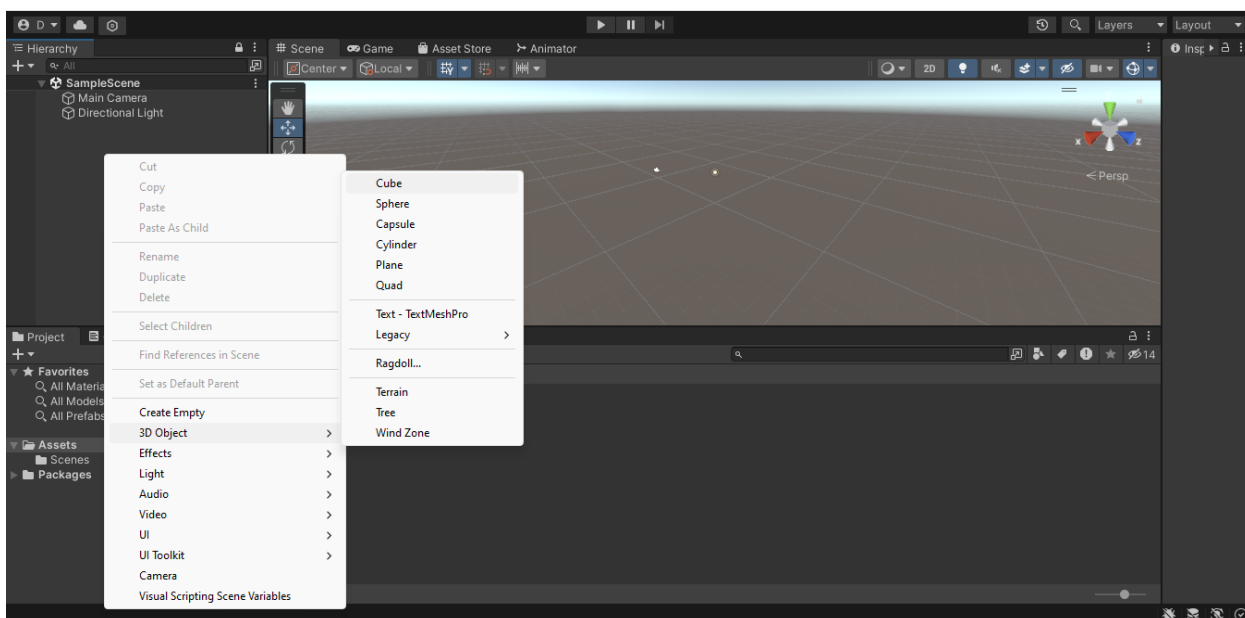 D
Layers
Layout
Hierarchy
Scene
Game
Asset Store
Animator
Insp
All
Center
Local
2D
SampleScene
Main Camera
Directional Light
x
z
Persp
Cut
Copy
Paste
Paste As Child
Rename
Duplicate
Delete
Select Children
Find References in Scene
Set as Default Parent
Create Empty
3D Object
Effects
Light
Audio
Video
UI
UI Toolkit
Camera
Visual Scripting Scene Variables
Cube
Sphere
Capsule
Cylinder
Plane
Quad
Text - TextMeshPro
Legacy
Ragdoll...
Terrain
Tree
Wind Zone
Project
14
Favorites
All Materia
All Models
All Prefabs
Assets
Scenes
Packages